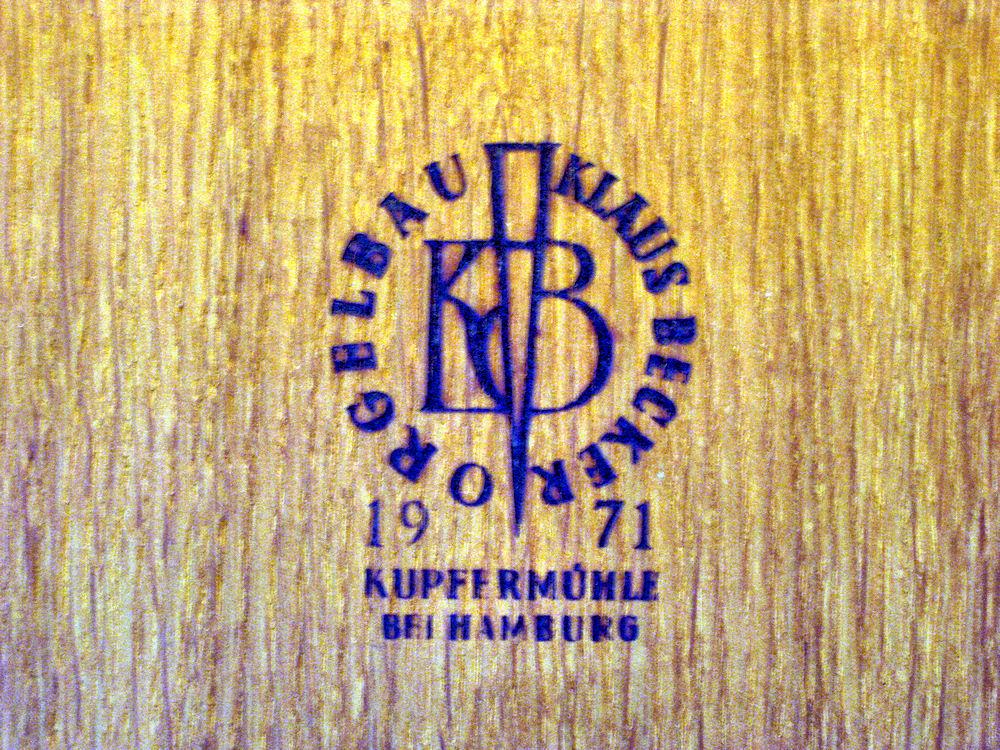 ORGELBAU KLAUS BECKER
KB
1971
KUPFERMÜHLE
BEI HAMBURG